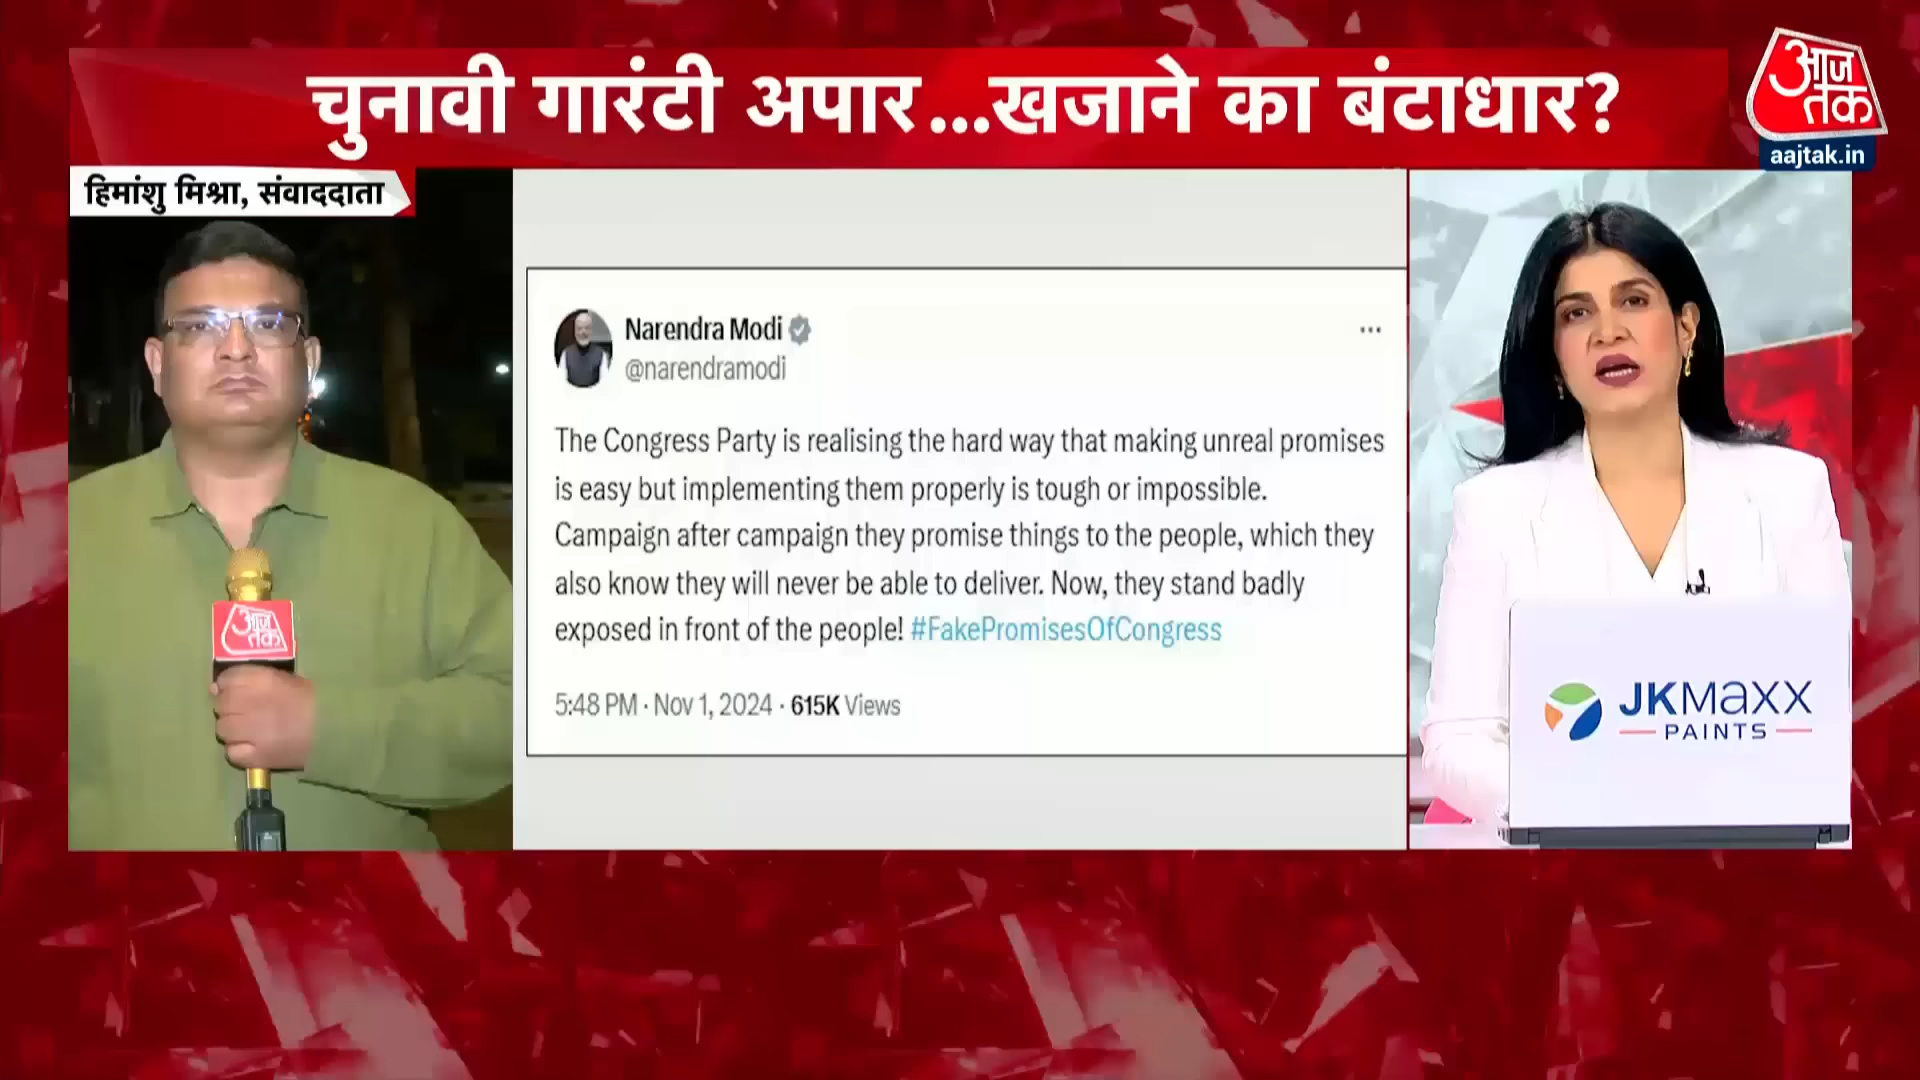 चुनावी गारंटी अपार...खजाने का बंटाधार?
आज
तक
aajtak.in
हिमांशु मिश्रा, संवाददाता
Narendra Modi
@narendramodi
The Congress Party is realising the hard way that making unreal promises
is easy but implementing them properly is tough or impossible.
Campaign after campaign they promise things to the people, which they
also know they will never be able to deliver. Now, they stand badly
exposed in front of the people! #FakePromisesOfCongress
5:48 PM · Nov 1, 2024 · 615K Views
आज
तक
JKMaxx
PAINTS